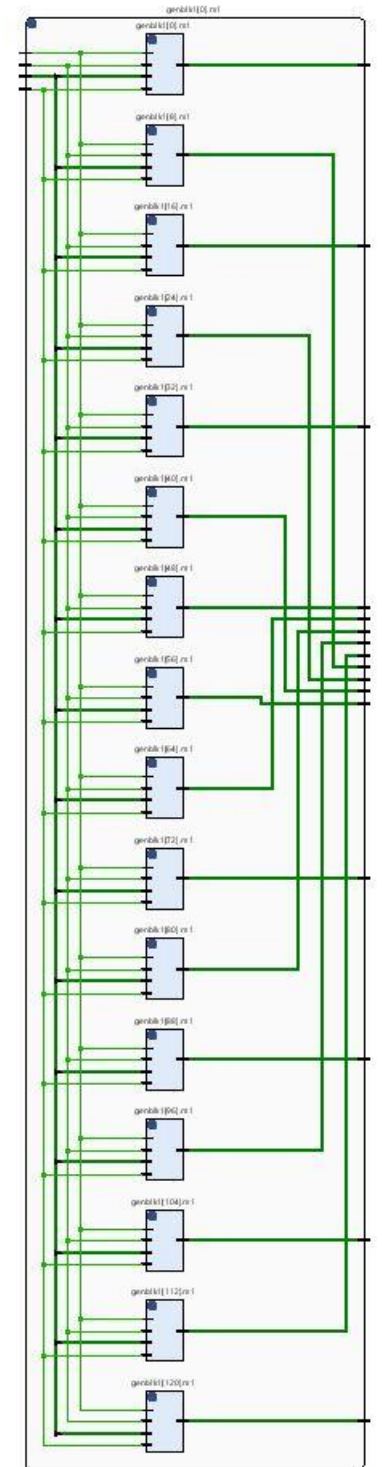 genblk1[0].m1
genblk1[0].m1
genblk1[8].m1
genblk1[16].m1
genblk1[24].m1
genblk1[32].m1
genblk1[40].m1
genblk1[48].m1
genblk1[56].m1
genblk1[64].m1
genblk1[72].m1
genblk1[80].m1
genblk1[88].m1
genblk1[96].m1
genblk1[104].m1
genblk1[112].m1
genblk1[120].m1